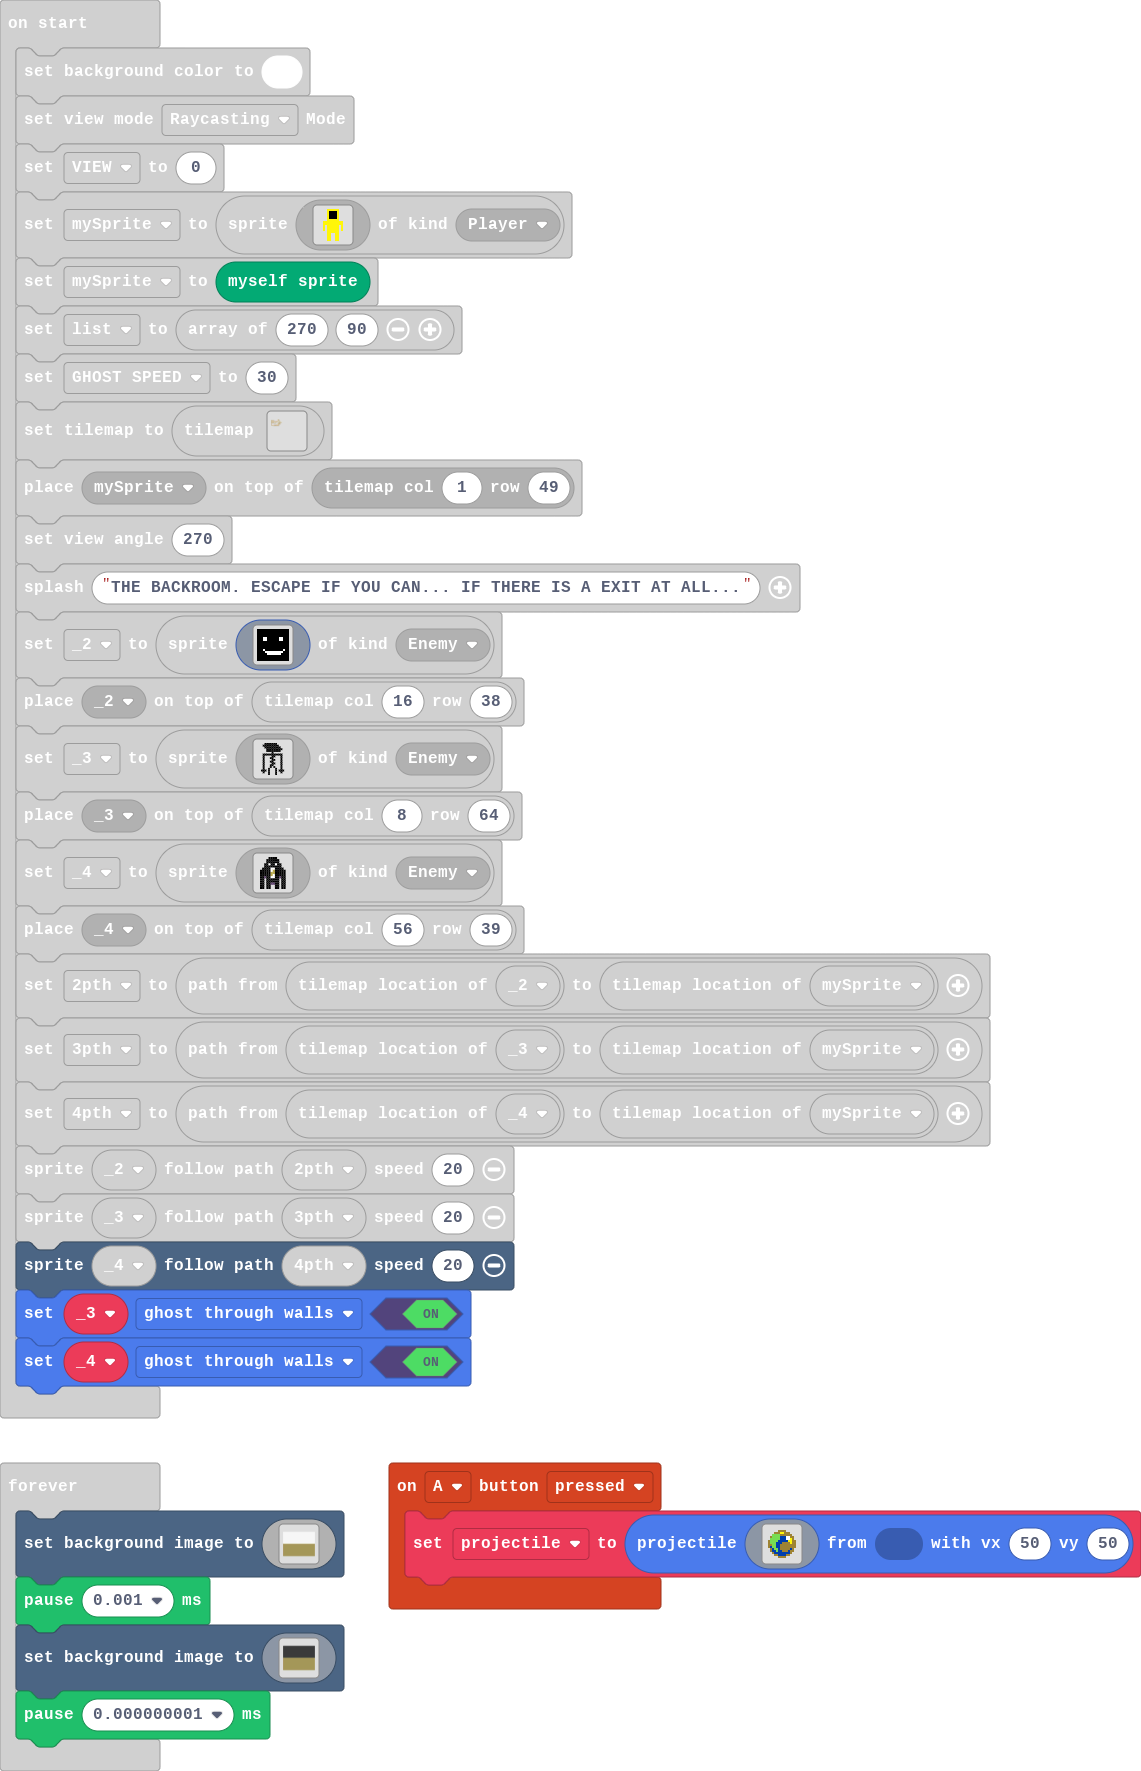 on start
set background color to
set view mode Raycasting Mode
set VIEW to 0
set mySprite to sprite of kind Player
set mySprite to myself sprite
set list to array of 270 90
set GHOST SPEED to 30
set tilemap to tilemap
place mySprite on top of tilemap col 1 row 49
set view angle 270
splash "THE BACKROOM. ESCAPE IF YOU CAN... IF THERE IS A EXIT AT ALL..."
set _2 to sprite of kind Enemy
place _2 on top of tilemap col 16 row 38
set _3 to sprite of kind Enemy
place _3 on top of tilemap col 8 row 64
set _4 to sprite of kind Enemy
place _4 on top of tilemap col 56 row 39
set 2pth to path from tilemap location of _2 to tilemap location of mySprite
set 3pth to path from tilemap location of _3 to tilemap location of mySprite
set 4pth to path from tilemap location of _4 to tilemap location of mySprite
sprite _2 follow path 2pth speed 20
sprite _3 follow path 3pth speed 20
sprite _4 follow path 4pth speed 20
set _3 ghost through walls ON
set _4 ghost through walls ON
forever
set background image to
pause 0.001 ms
set background image to
pause 0.000000001 ms
on A button pressed
set projectile to projectile from with vx 50 vy 50